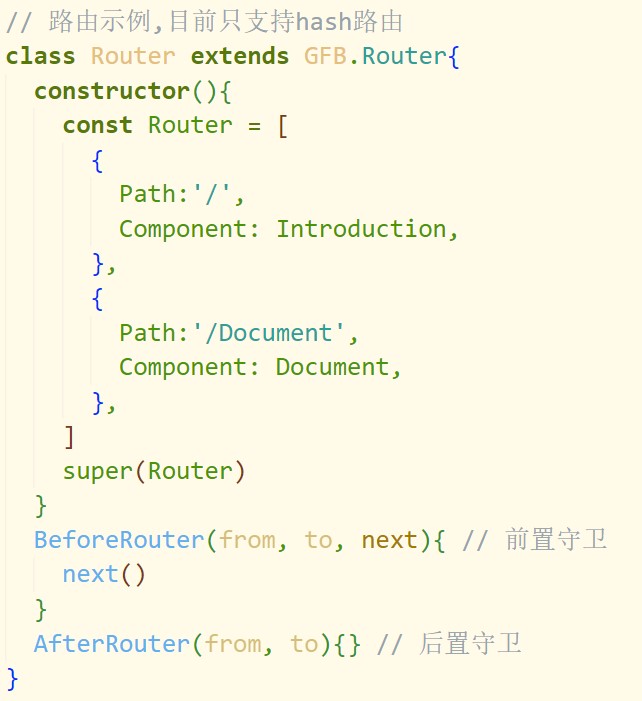 // 路由示例,目前只支持hash路由
class Router extends GFB.Router{
  constructor(){
    const Router = [
      {
        Path:'/',
        Component: Introduction,
      },
      {
        Path:'/Document',
        Component: Document,
      },
    ]
    super(Router)
  }
  BeforeRouter(from, to, next){ // 前置守卫
    next()
  }
  AfterRouter(from, to){} // 后置守卫
}